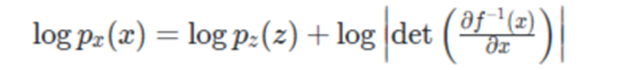 log pₓ(x) = log p_z(z) + log |det (∂f⁻¹(x)/∂x)|